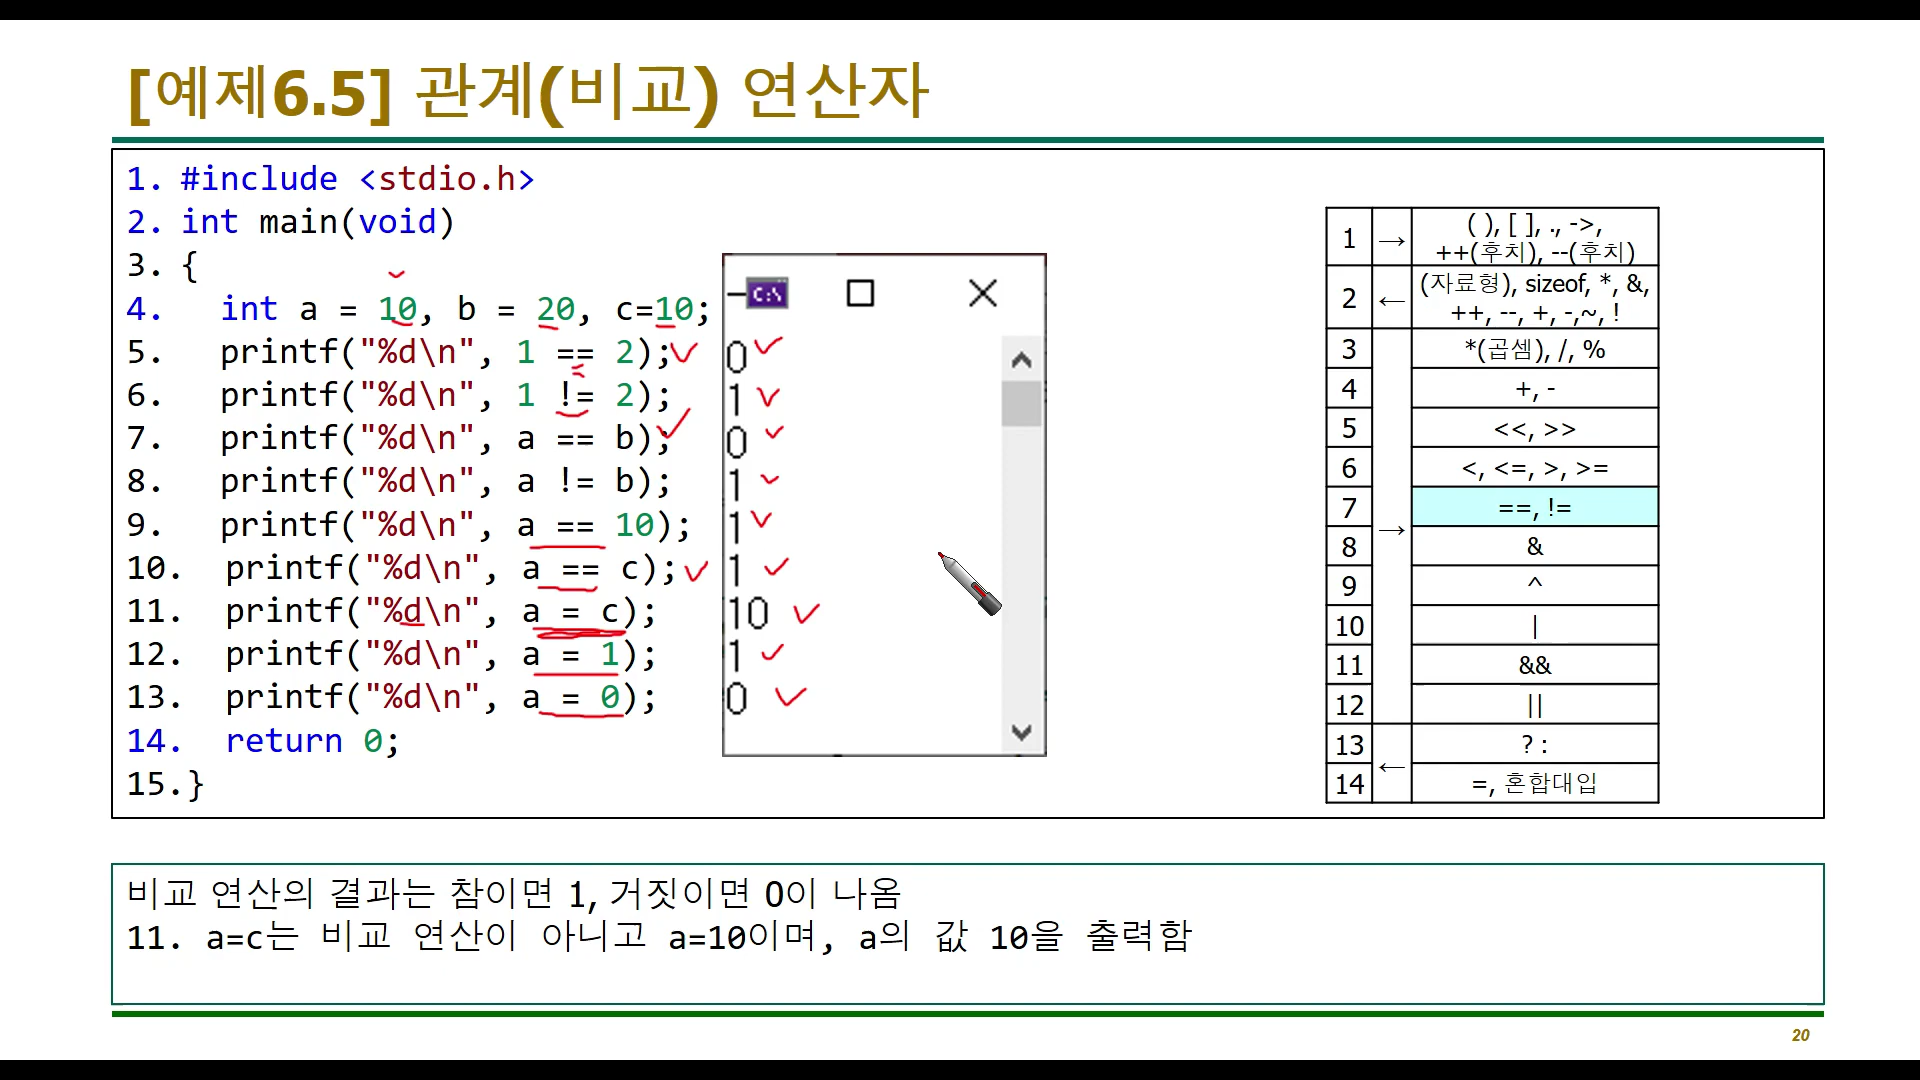 [예제6.5] 관계(비교) 연산자
1. #include <stdio.h>
2. int main(void)
3. {
4. int a = 10, b = 20, c=10;
5. printf("%d\n", 1 == 2);
6. printf("%d\n", 1 != 2);
7. printf("%d\n", a == b);
8. printf("%d\n", a != b);
9. printf("%d\n", a == 10);
10. printf("%d\n", a == c);
11. printf("%d\n", a = c);
12. printf("%d\n", a = 1);
13. printf("%d\n", a = 0);
14. return 0;
15.}
C:\
0
1
0
1
1
1
10
1
0
1 → ( ), [ ], ., ->,
++(후치), --(후치)
2 ← (자료형), sizeof, *, &,
++, --, +, -,~, !
3 *(곱셈), /, %
4 +, -
5 <<, >>
6 <, <=, >, >=
7 → ==, !=
8 &
9 ^
10 |
11 &&
12 ||
13 ← ? :
14 =, 혼합대입
비교 연산의 결과는 참이면 1, 거짓이면 0이 나옴
11. a=c는 비교 연산이 아니고 a=10이며, a의 값 10을 출력함
20